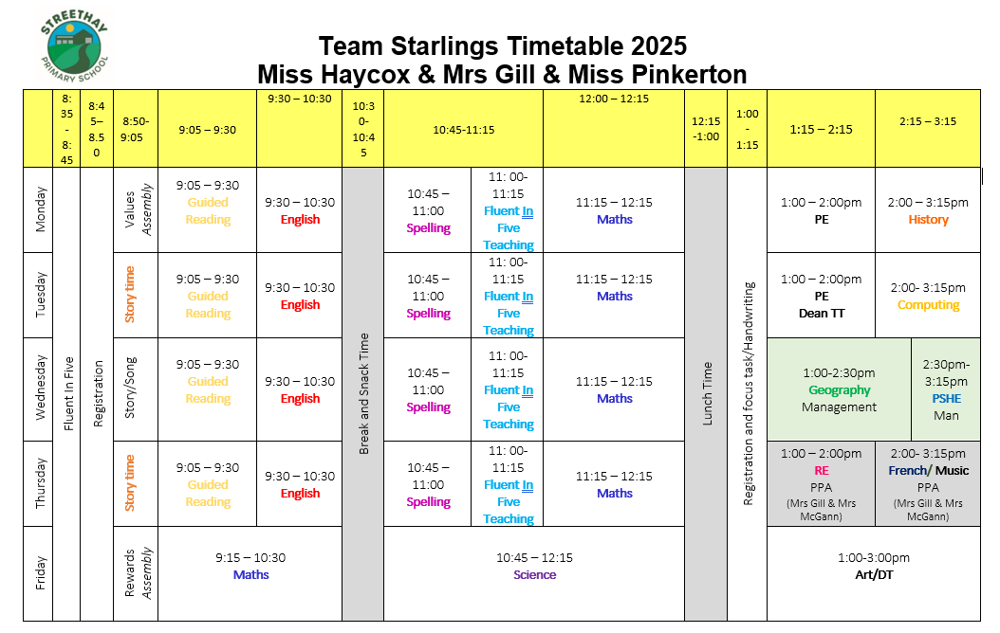 STREETHAY
PRIMARY SCHOOL
Team Starlings Timetable 2025
Miss Haycox & Mrs Gill & Miss Pinkerton
8:
35
-
8:
45
8:4
5–
8.5
0
8:50-
9:05
9:05 – 9:30
9:30 – 10:30
10:3
0-
10:4
5
10:45-11:15
12:00 – 12:15
12:15
-1:00
1:00
-
1:15
1:15 – 2:15
2:15 – 3:15
Fluent In Five
Registration
Break and Snack Time
Lunch Time
Registration and focus task/Handwriting
Monday
Values
Assembly
9:05 – 9:30
Guided
Reading
9:30 – 10:30
English
10:45 –
11:00
Spelling
11: 00-
11:15
Fluent In
Five
Teaching
11:15 – 12:15
Maths
1:00 – 2:00pm
PE
2:00 – 3:15pm
History
Tuesday
Story time
9:05 – 9:30
Guided
Reading
9:30 – 10:30
English
10:45 –
11:00
Spelling
11: 00-
11:15
Fluent In
Five
Teaching
11:15 – 12:15
Maths
1:00 – 2:00pm
PE
Dean TT
2:00- 3:15pm
Computing
Wednesday
Story/Song
9:05 – 9:30
Guided
Reading
9:30 – 10:30
English
10:45 –
11:00
Spelling
11: 00-
11:15
Fluent In
Five
Teaching
11:15 – 12:15
Maths
1:00-2:30pm
Geography
Management
2:30pm-
3:15pm
PSHE
Man
Thursday
Story time
9:05 – 9:30
Guided
Reading
9:30 – 10:30
English
10:45 –
11:00
Spelling
11: 00-
11:15
Fluent In
Five
Teaching
11:15 – 12:15
Maths
1:00 – 2:00pm
RE
PPA
(Mrs Gill & Mrs
McGann)
2:00- 3:15pm
French/ Music
PPA
(Mrs Gill & Mrs
McGann)
Friday
Rewards
Assembly
9:15 – 10:30
Maths
10:45 – 12:15
Science
1:00-3:00pm
Art/DT